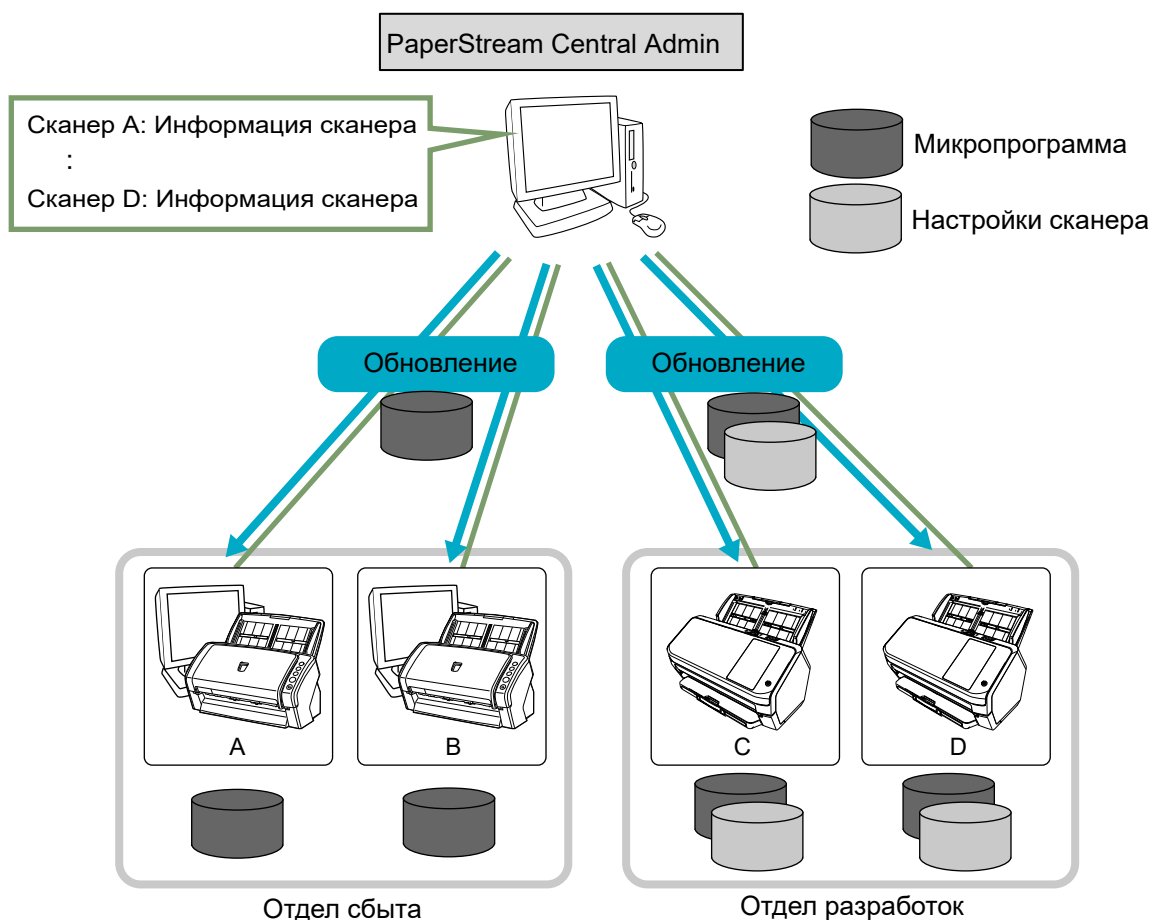 PaperStream Central Admin
Сканер A: Информация сканера
:
Сканер D: Информация сканера
Микропрограмма
Настройки сканера
Обновление
Обновление
A
B
C
D
Отдел сбыта
Отдел разработок